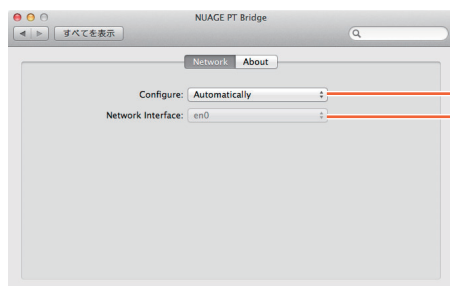 NUAGE PT Bridge
すべてを表示
Network About
Configure: Automatically
Network Interface: en0